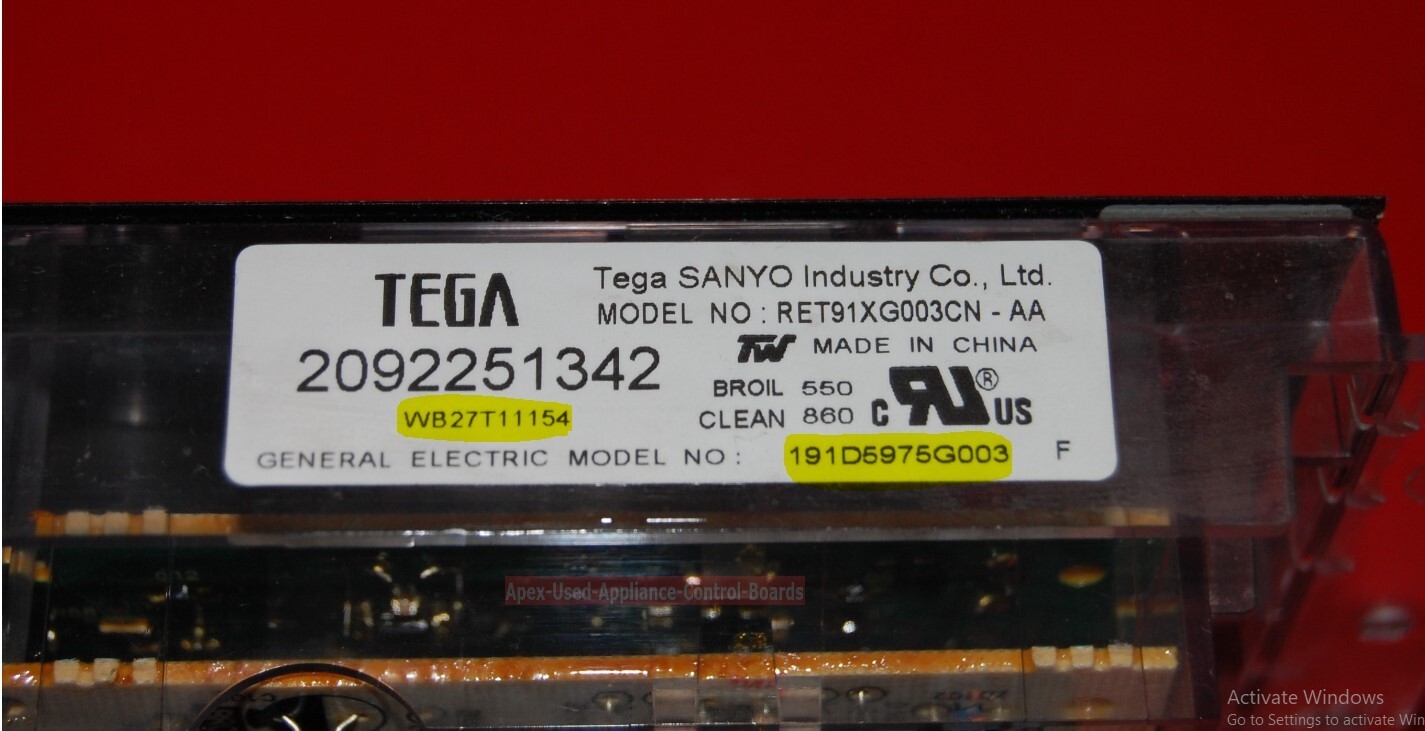 TEGA
Tega SANYO Industry Co., Ltd.
MODEL NO : RET91XG003CN - AA
2092251342
TW MADE IN CHINA
BROIL 550
WB27T11154
CLEAN 860
C RU ® US
GENERAL ELECTRIC MODEL NO : 191D5975G003 F
Apex-Used-Appliance-Control-Boards
Activate Windows
Go to Settings to activate Win